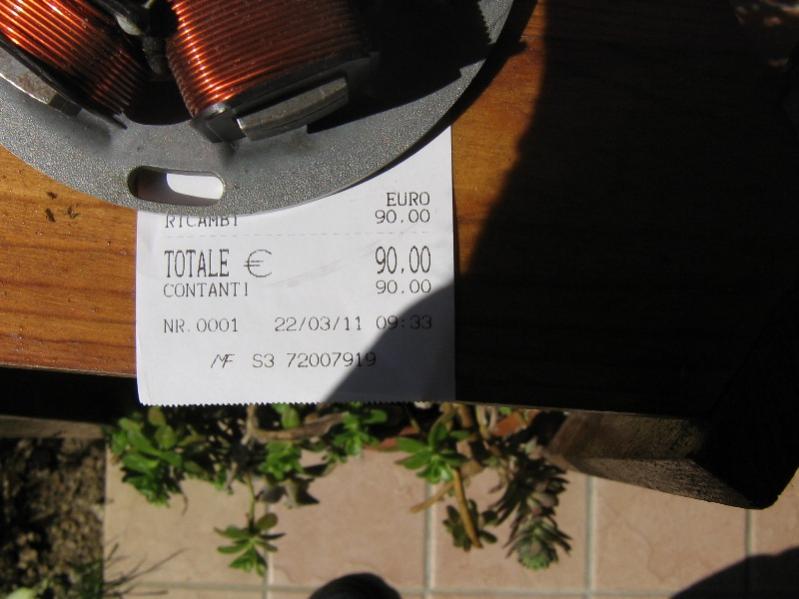 EURO
RICAMBI 90.00
TOTALE € 90.00
CONTANTI 90.00
NR.0001 22/03/11 09:33
MF S3 72007919